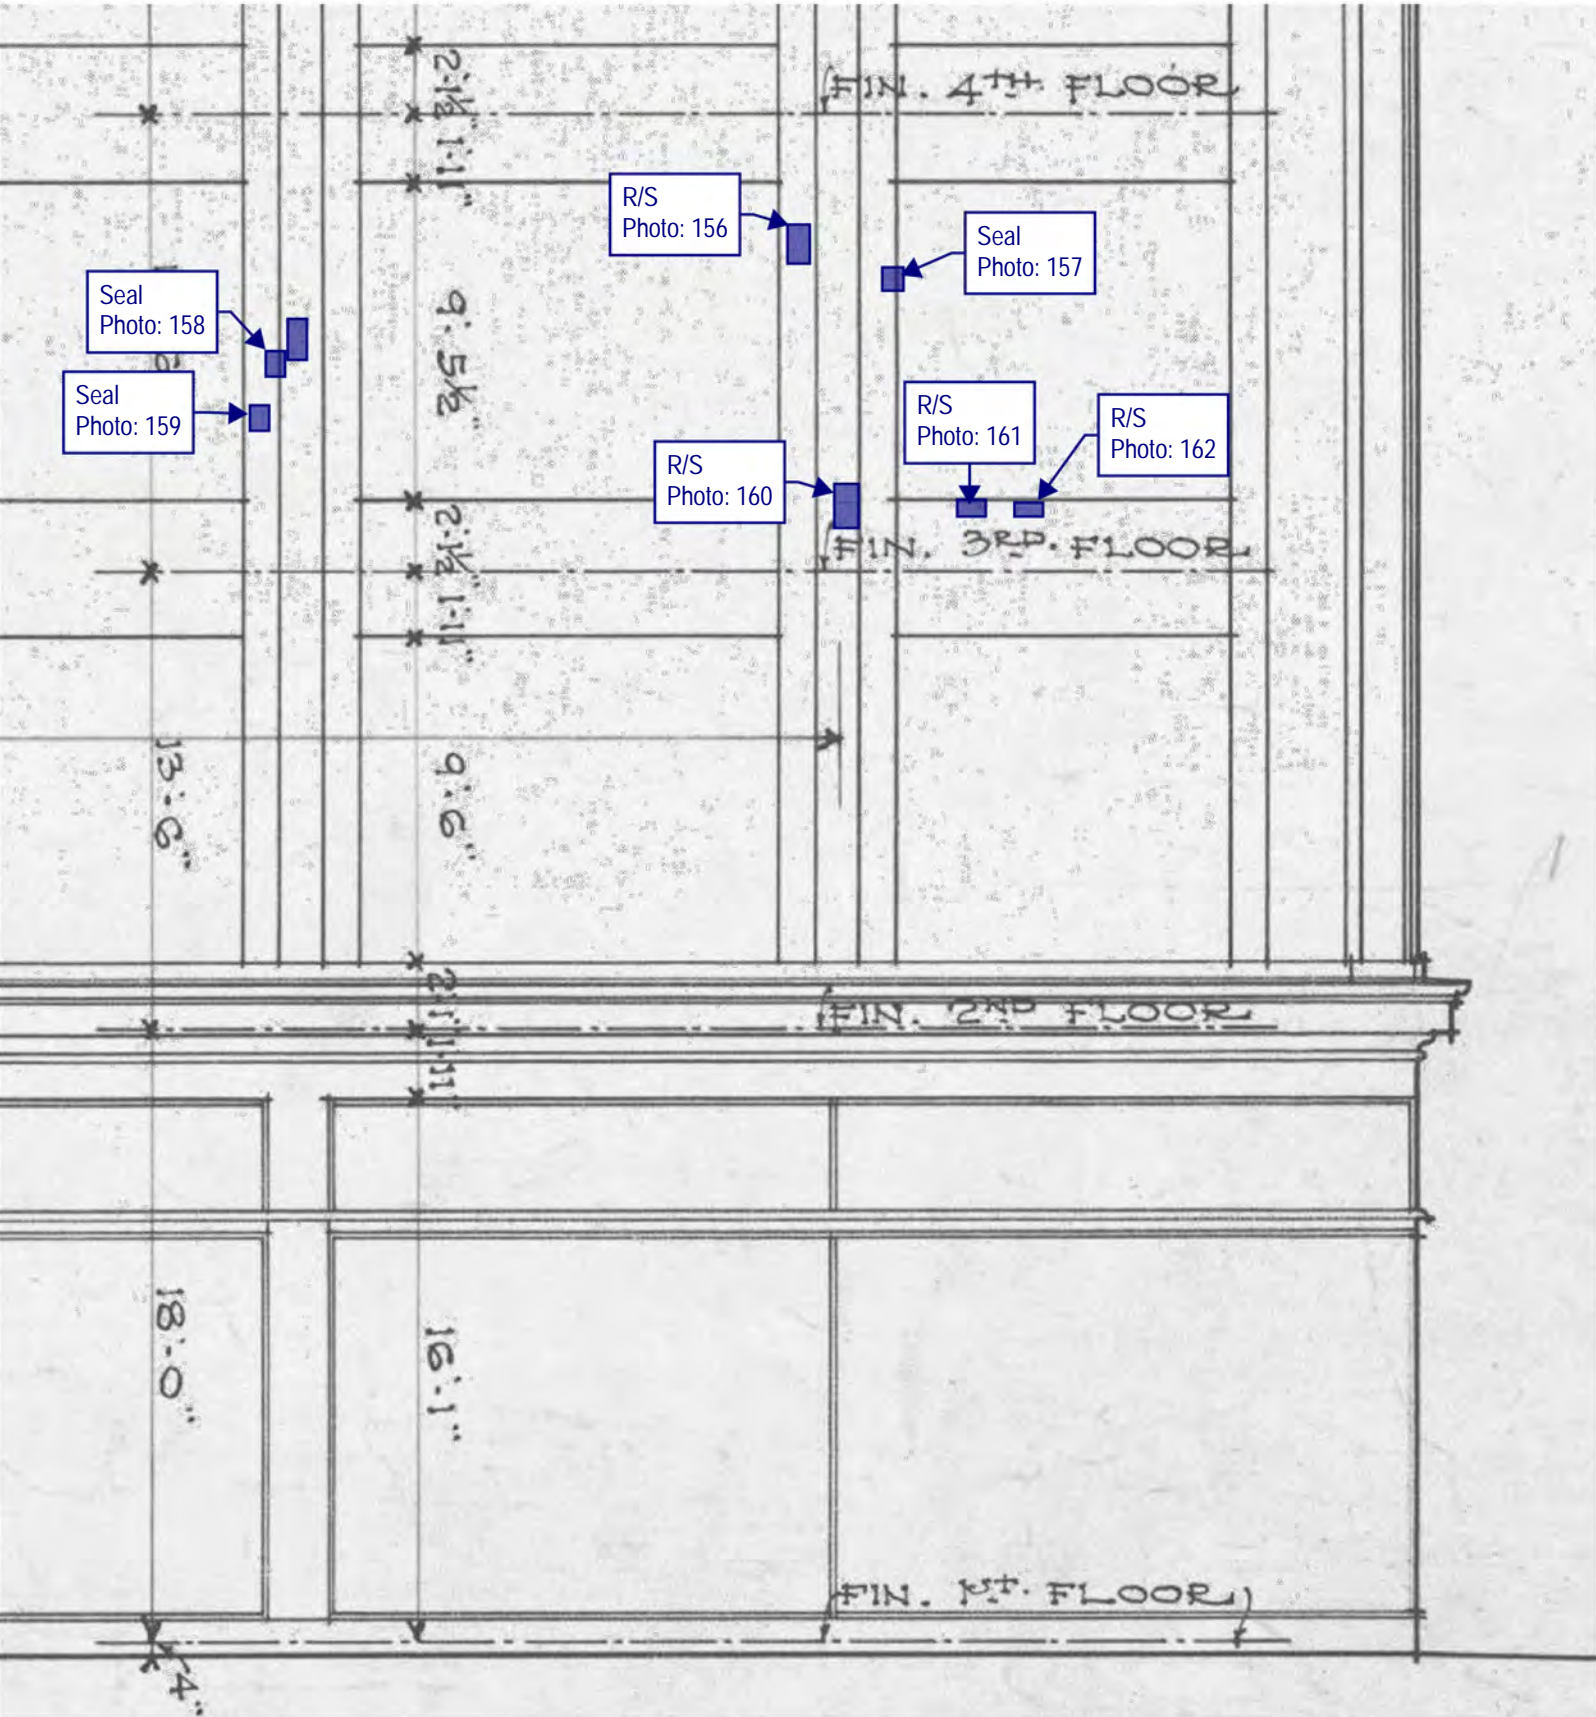 FIN. 4TH. FLOOR
2'-1½"
1'-11"
R/S
Photo: 156
Seal
Photo: 157
Seal
Photo: 158
9'-5½"
Seal
Photo: 159
R/S
Photo: 161
R/S
Photo: 162
R/S
Photo: 160
2'-1½"
FIN. 3RD. FLOOR
1'-11"
13'-6"
9'-6"
2'-1"
FIN. 2ND FLOOR
1'-11"
18'-0"
16'-1"
FIN. 1ST. FLOOR
4"